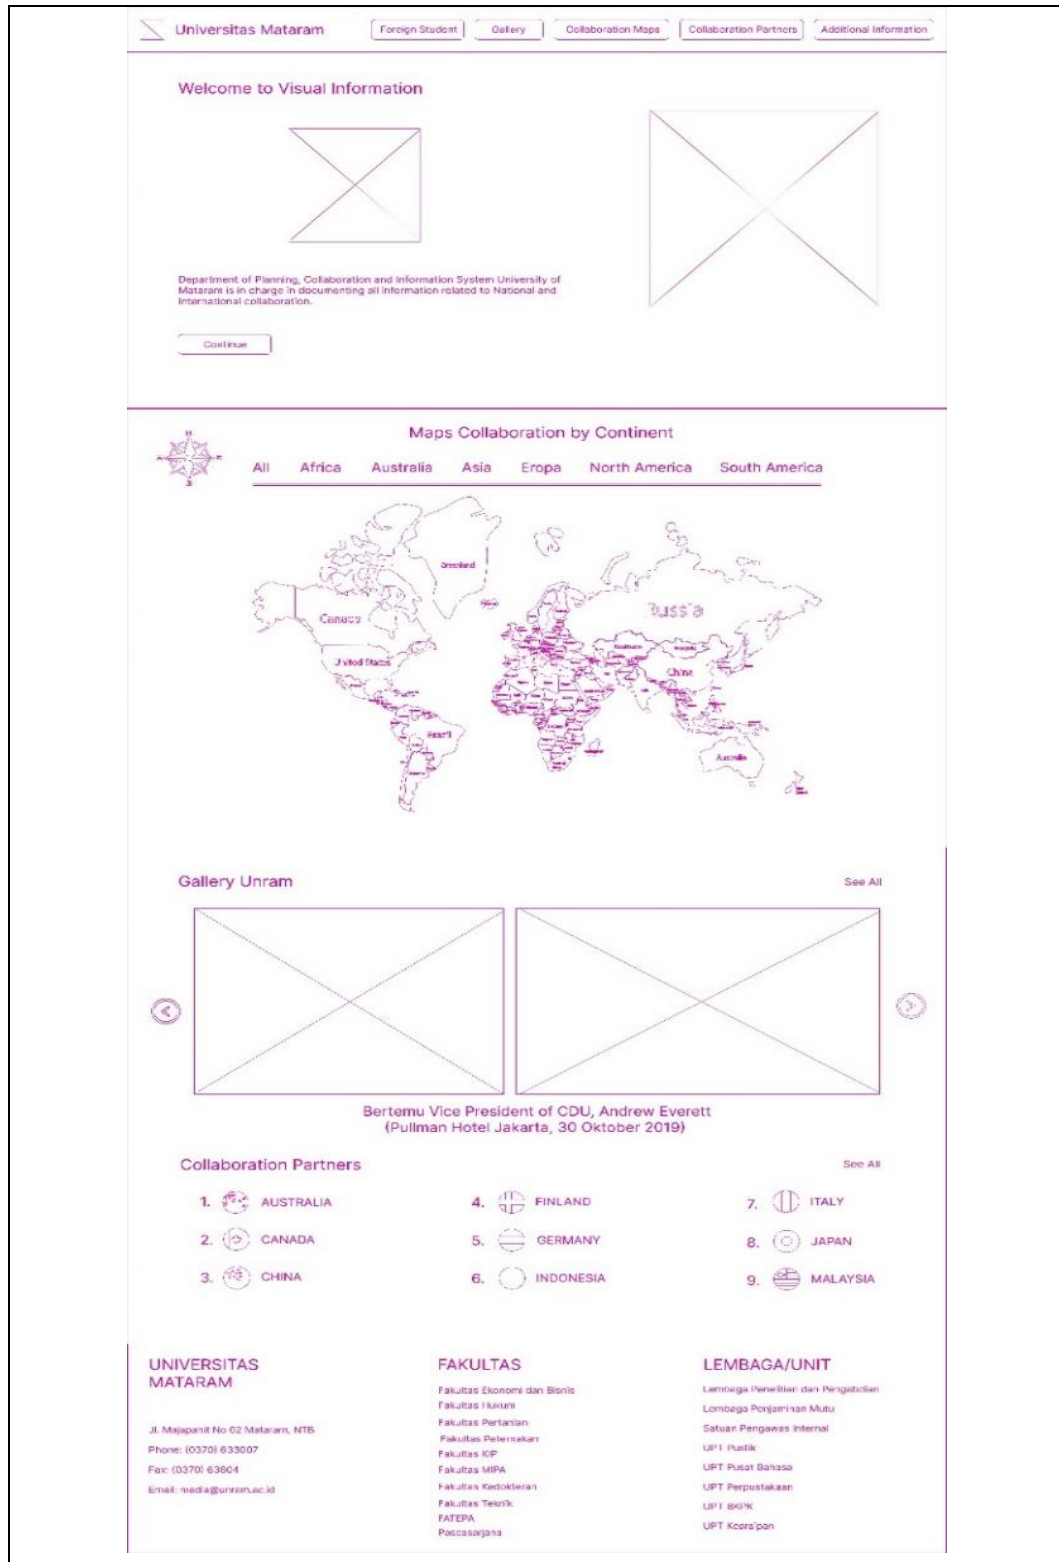 Universitas Mataram
Foreign Student
Gallery
Collaboration Maps
Collaboration Partners
Additional Information
Welcome to Visual Information
Department of Planning, Collaboration and Information System University of
Mataram is in charge in documenting all information related to National and
International collaboration.
Continue
Maps Collaboration by Continent
All Africa Australia Asia Eropa North America South America
Greenland
Canada
Russia
United States
Kazakhstan
Mongolia
China
Brazil
Australia
Gallery Unram
See All
Bertemu Vice President of CDU, Andrew Everett
(Pullman Hotel Jakarta, 30 Oktober 2019)
Collaboration Partners
See All
1. AUSTRALIA
2. CANADA
3. CHINA
4. FINLAND
5. GERMANY
6. INDONESIA
7. ITALY
8. JAPAN
9. MALAYSIA
UNIVERSITAS
MATARAM
Jl. Majapahit No 62 Mataram, NTB
Phone: (0370) 633007
Fax: (0370) 63604
Email: media@unram.ac.id
FAKULTAS
Fakultas Ekonomi dan Bisnis
Fakultas Hukum
Fakultas Pertanian
Fakultas Peternakan
Fakultas KIP
Fakultas MIPA
Fakultas Kedokteran
Fakultas Teknik
FATEPA
Pascasarjana
LEMBAGA/UNIT
Lembaga Penelitian dan Pengabdian
Lembaga Penjaminan Mutu
Satuan Pengawas Internal
UPT Pustik
UPT Pusat Bahasa
UPT Perpustakaan
UPT BKPK
UPT Kearsipan